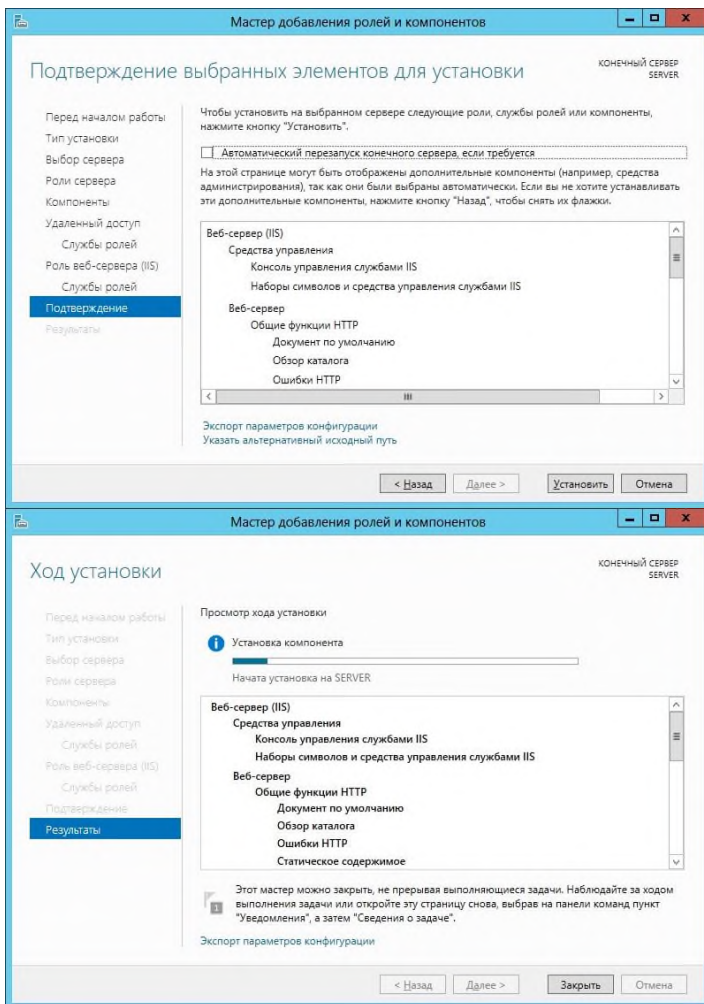 Мастер добавления ролей и компонентов
Подтверждение выбранных элементов для установки
КОНЕЧНЫЙ СЕРВЕР
SERVER
Перед началом работы
Тип установки
Выбор сервера
Роли сервера
Компоненты
Удаленный доступ
Службы ролей
Роль веб-сервера (IIS)
Службы ролей
Подтверждение
Результаты
Чтобы установить на выбранном сервере следующие роли, службы ролей или компоненты,
нажмите кнопку "Установить".
Автоматический перезапуск конечного сервера, если требуется
На этой странице могут быть отображены дополнительные компоненты (например, средства
администрирования), так как они были выбраны автоматически. Если вы не хотите устанавливать
эти дополнительные компоненты, нажмите кнопку "Назад", чтобы снять их флажки.
Веб-сервер (IIS)
Средства управления
Консоль управления службами IIS
Наборы символов и средства управления службами IIS
Веб-сервер
Общие функции HTTP
Документ по умолчанию
Обзор каталога
Ошибки HTTP
Экспорт параметров конфигурации
Указать альтернативный исходный путь
< Назад
Далее >
Установить
Отмена
Мастер добавления ролей и компонентов
Ход установки
КОНЕЧНЫЙ СЕРВЕР
SERVER
Перед началом работы
Тип установки
Выбор сервера
Роли сервера
Компоненты
Удаленный доступ
Службы ролей
Роль веб-сервера (IIS)
Службы ролей
Подтверждение
Результаты
Просмотр хода установки
Установка компонента
Начата установка на SERVER
Веб-сервер (IIS)
Средства управления
Консоль управления службами IIS
Наборы символов и средства управления службами IIS
Веб-сервер
Общие функции HTTP
Документ по умолчанию
Обзор каталога
Ошибки HTTP
Статическое содержимое
1
Этот мастер можно закрыть, не прерывая выполняющиеся задачи. Наблюдайте за ходом
выполнения задачи или откройте эту страницу снова, выбрав на панели команд пункт
"Уведомления", а затем "Сведения о задаче".
Экспорт параметров конфигурации
< Назад
Далее >
Закрыть
Отмена